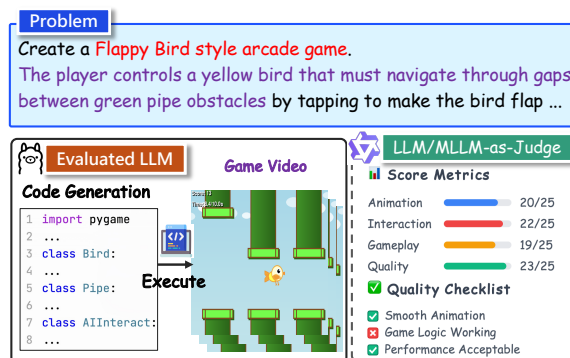 Problem
Create a Flappy Bird style arcade game.
The player controls a yellow bird that must navigate through gaps
between green pipe obstacles by tapping to make the bird flap ...
Evaluated LLM
Code Generation
1 import pygame
2 ...
3 class Bird:
4 ...
5 class Pipe:
6 ...
7 class AIInteract:
8 ...
</>
Execute
Game Video
LLM/MLLM-as-Judge
Score Metrics
Animation 20/25
Interaction 22/25
Gameplay 19/25
Quality 23/25
Quality Checklist
Smooth Animation
Game Logic Working
Performance Acceptable